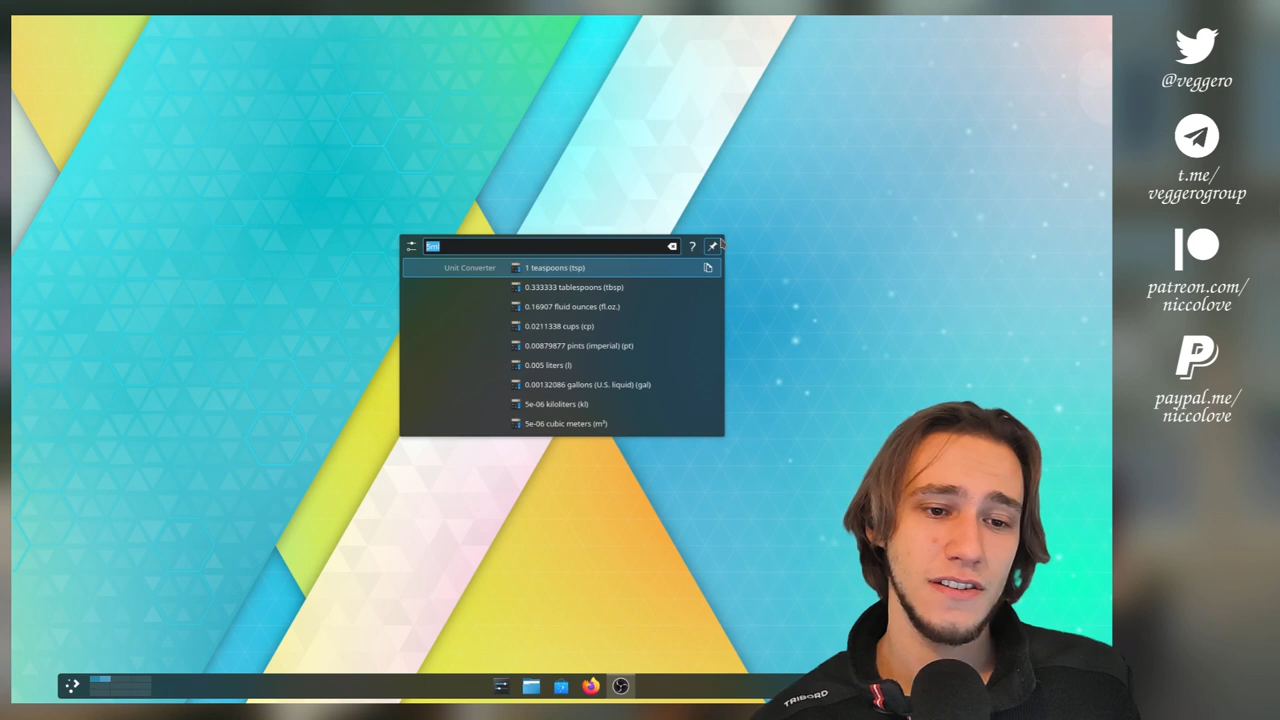 5ml
?
Unit Converter
1 teaspoons (tsp)
0.333333 tablespoons (tbsp)
0.16907 fluid ounces (fl.oz.)
0.0211338 cups (cp)
0.00879877 pints (imperial) (pt)
0.005 liters (l)
0.00132086 gallons (U.S. liquid) (gal)
5e-06 kiloliters (kl)
5e-06 cubic meters (m³)
@veggero
t.me/
veggerogroup
patreon.com/
niccolove
paypal.me/
niccolove
TRIBORD